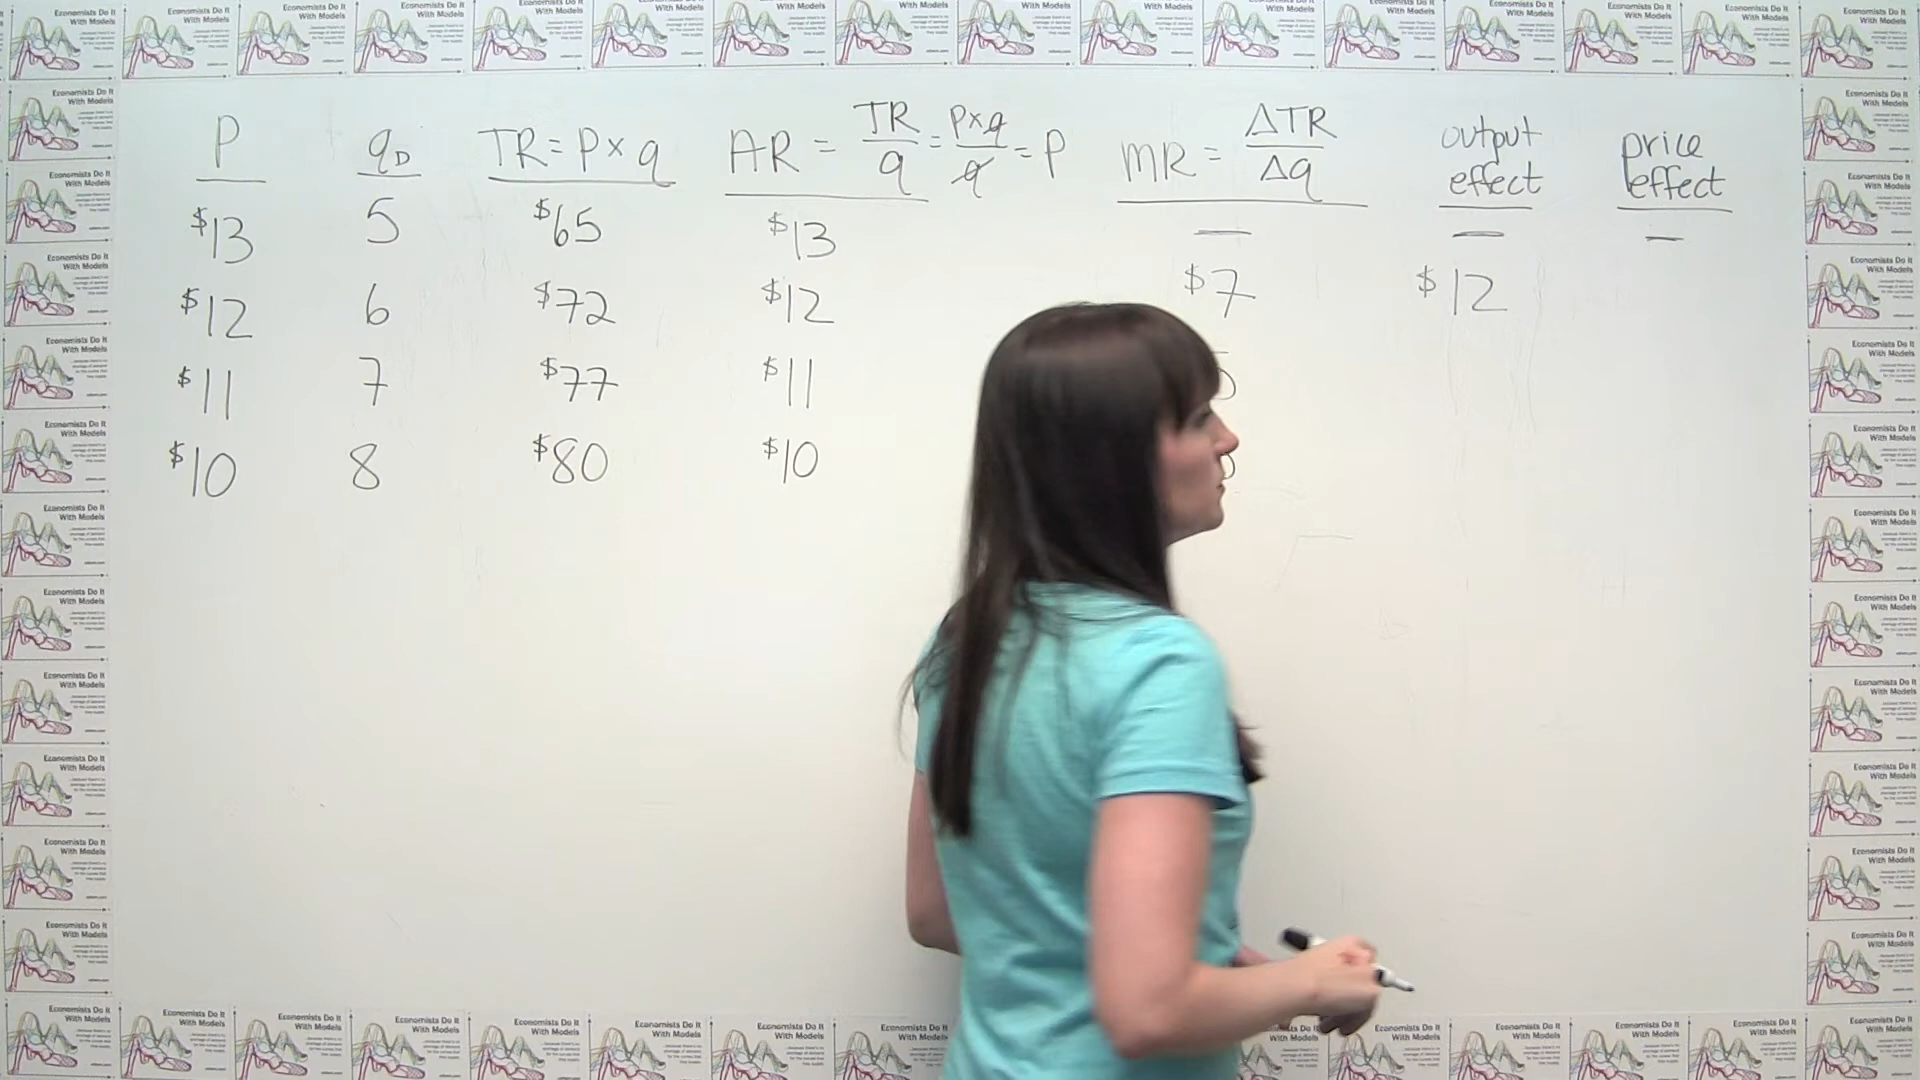 P qD TR = P x q AR = TR/q = P x q/q = P MR = ΔTR/Δq output effect price effect
$13 5 $65 $13 — — —
$12 6 $72 $12 $7 $12
$11 7 $77 $11
$10 8 $80 $10
Economists Do It
With Models